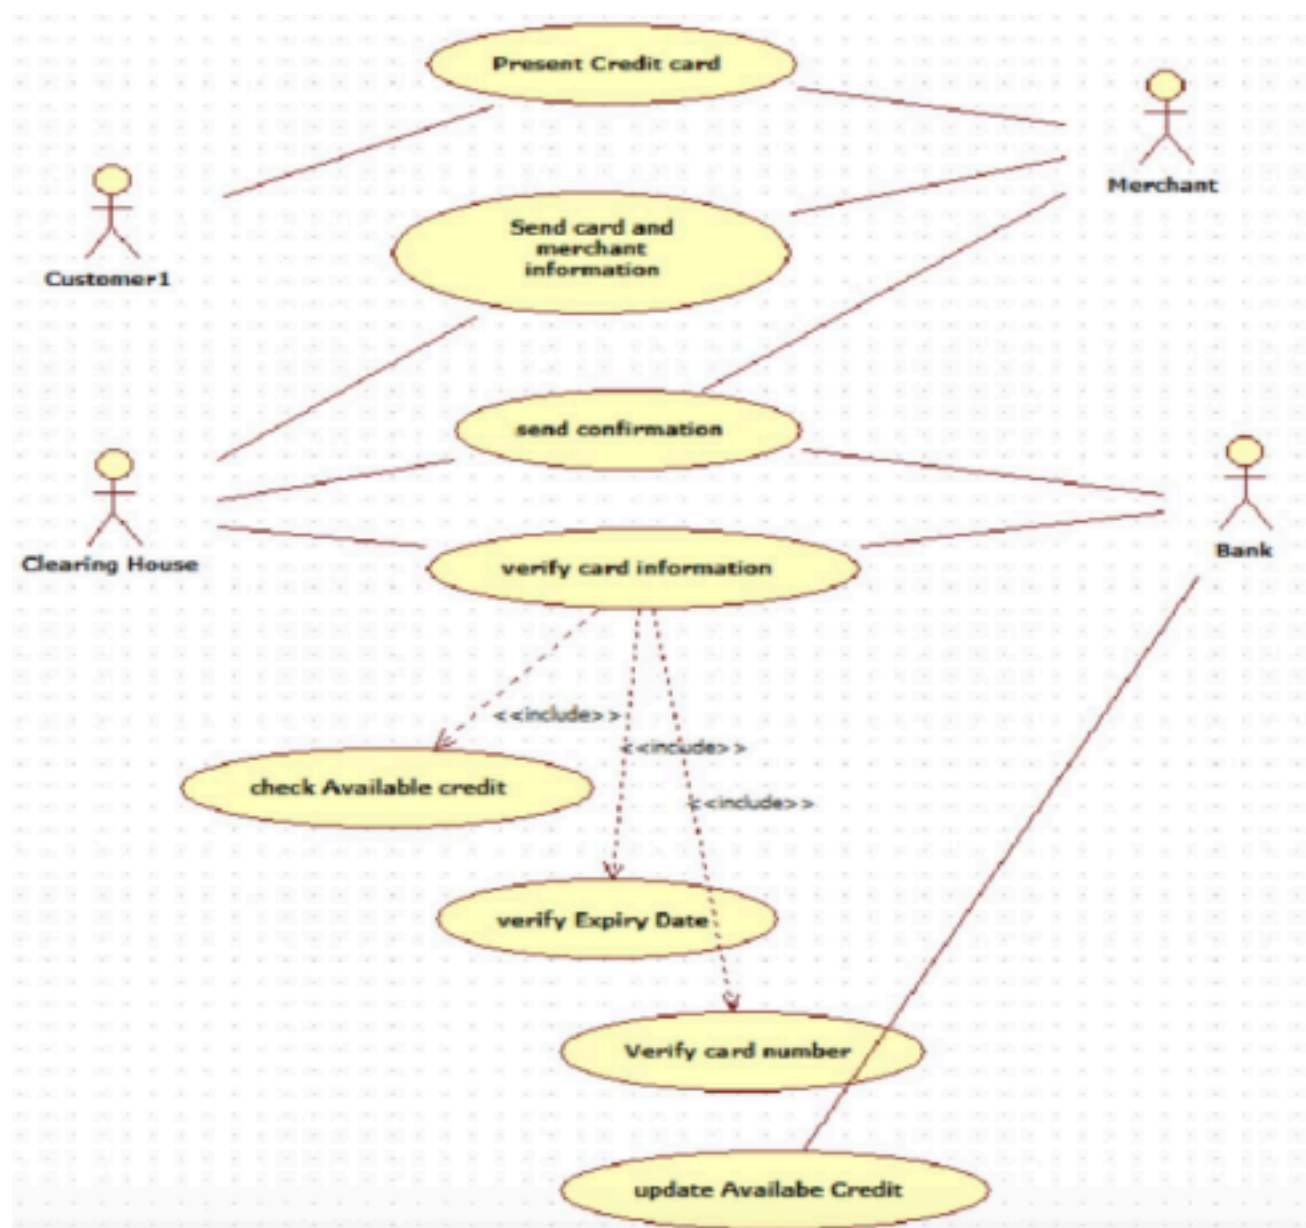 Present Credit card
Merchant
Send card and
merchant
information
Customer1
send confirmation
Clearing House
Bank
verify card information
<<include>>
<<include>>
check Available credit
<<include>>
verify Expiry Date
Verify card number
update Availabe Credit